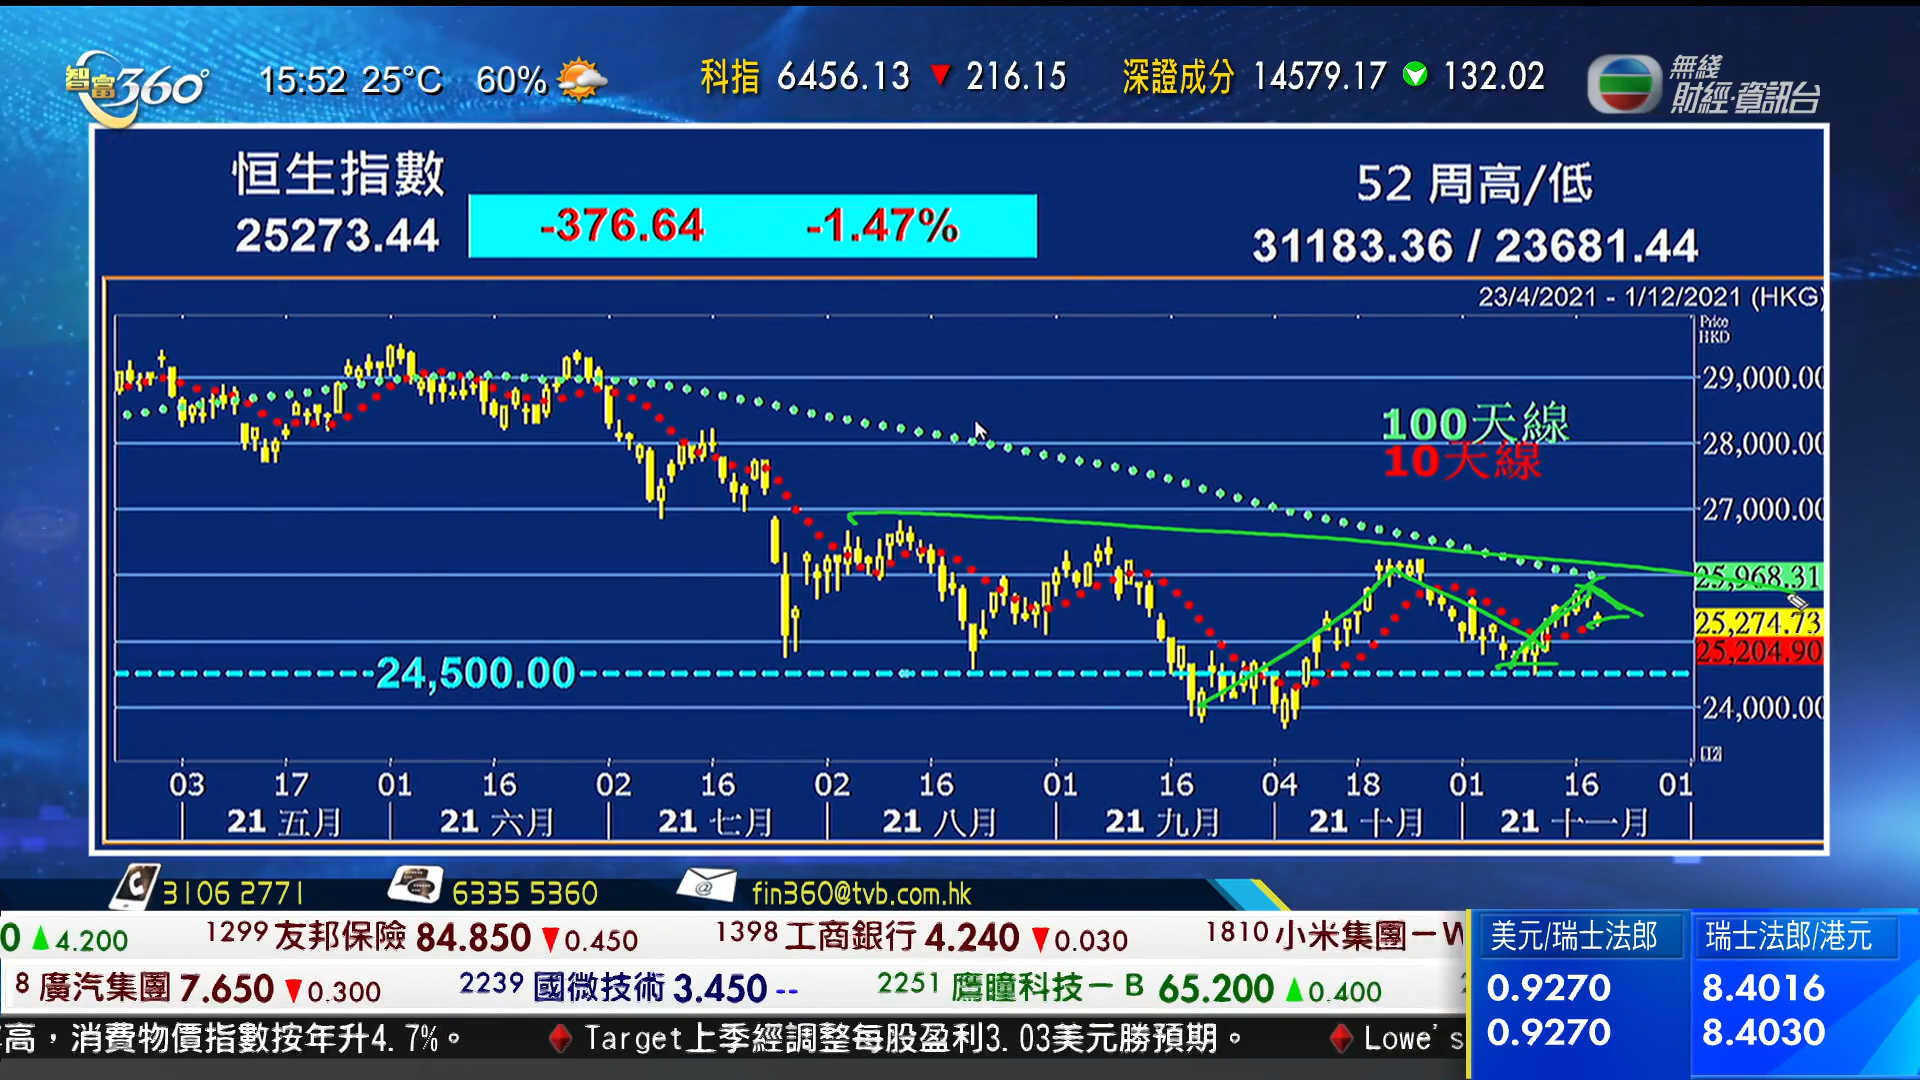 智富360°
15:52 25°C 60%
科指 6456.13 ▼ 216.15
深證成分 14579.17 132.02
無綫
財經·資訊台
恒生指數
25273.44
-376.64 -1.47%
52 周高/低
31183.36 / 23681.44
23/4/2021 - 1/12/2021 (HKG)
Price
HKD
29,000.00
100天線
28,000.00
10天線
27,000.00
25,968.31
25,274.73
25,204.90
24,500.00
24,000.00
03 17 01 16 02 16 02 16 01 16 04 18 01 16 01
21 五月 21 六月 21 七月 21 八月 21 九月 21 十月 21 十一月
3106 2771 6335 5360 fin360@tvb.com.hk
0 ▲4.200 1299 友邦保險 84.850 ▼0.450 1398 工商銀行 4.240 ▼0.030 1810 小米集團－W
8 廣汽集團 7.650 ▼0.300 2239 國微技術 3.450 -- 2251 鷹瞳科技－B 65.200 ▲0.400
高，消費物價指數按年升4.7%。 Target上季經調整每股盈利3.03美元勝預期。 Lowe's
美元/瑞士法郎
0.9270
0.9270
瑞士法郎/港元
8.4016
8.4030